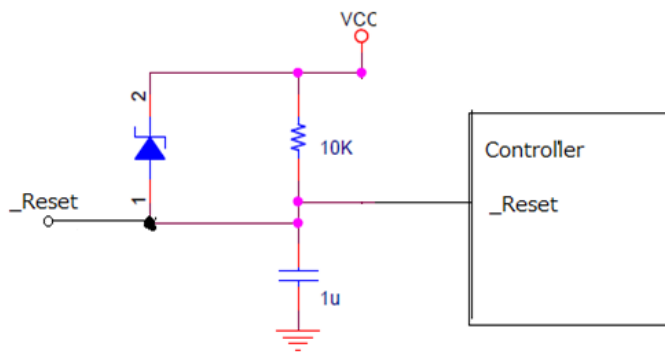 VCC
2
10K
Controller
_Reset
1
_Reset
1u